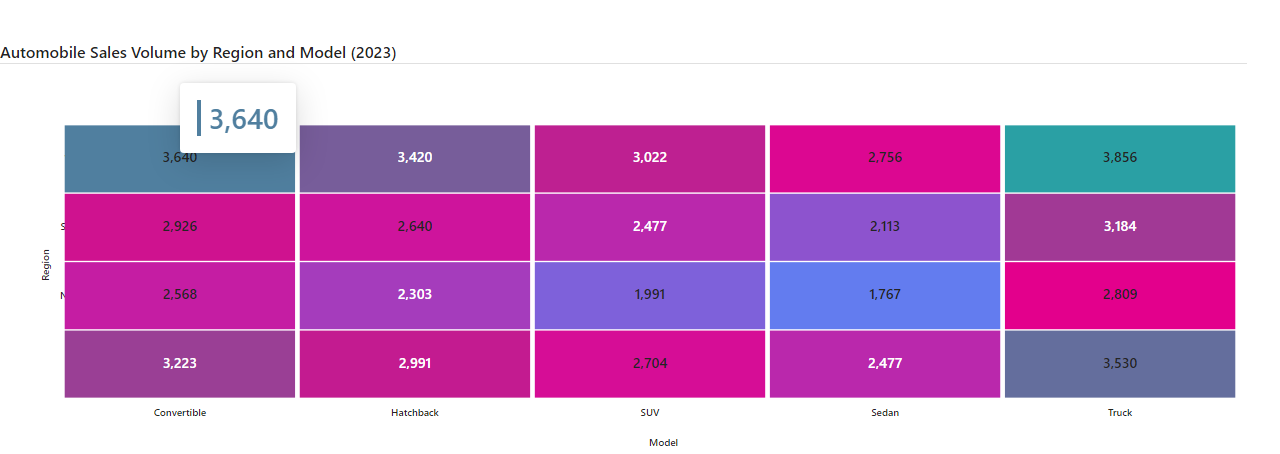 Automobile Sales Volume by Region and Model (2023)
3,640
3,640 3,420 3,022 2,756 3,856
2,926 2,640 2,477 2,113 3,184
Region
2,568 2,303 1,991 1,767 2,809
3,223 2,991 2,704 2,477 3,530
Convertible Hatchback SUV Sedan Truck
Model